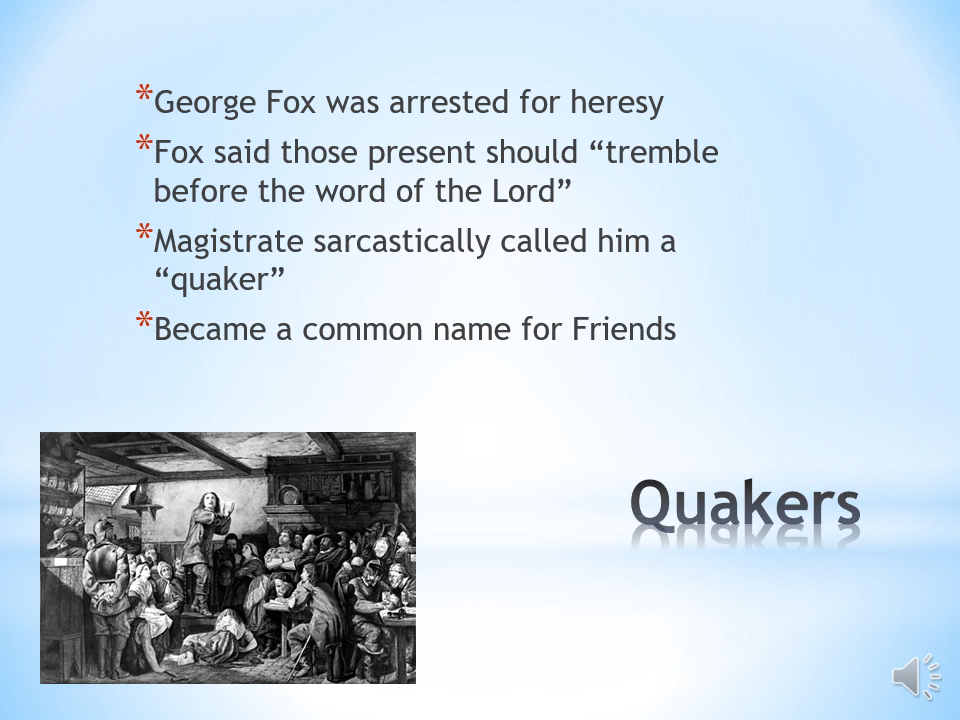 * George Fox was arrested for heresy
* Fox said those present should “tremble
before the word of the Lord”
* Magistrate sarcastically called him a
“quaker”
* Became a common name for Friends
Quakers